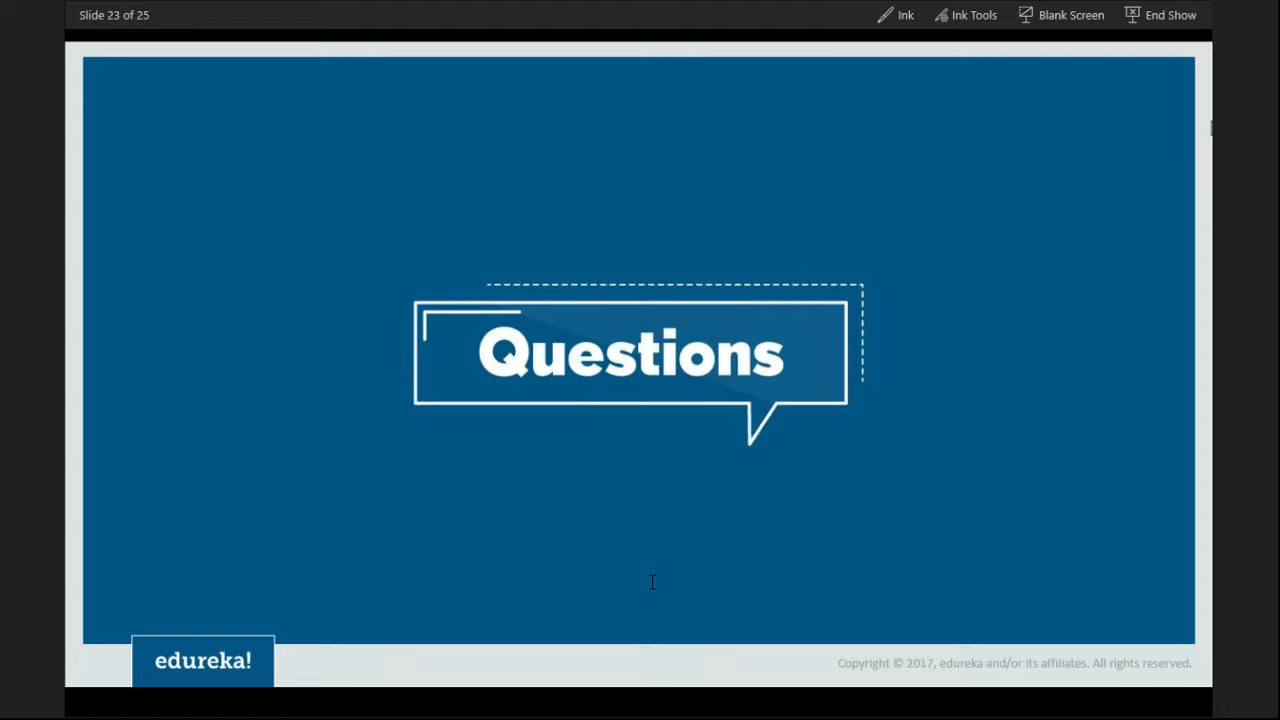 Slide 23 of 25
Ink
Ink Tools
Blank Screen
End Show
Questions
edureka!
Copyright © 2017, edureka and/or its affiliates. All rights reserved.